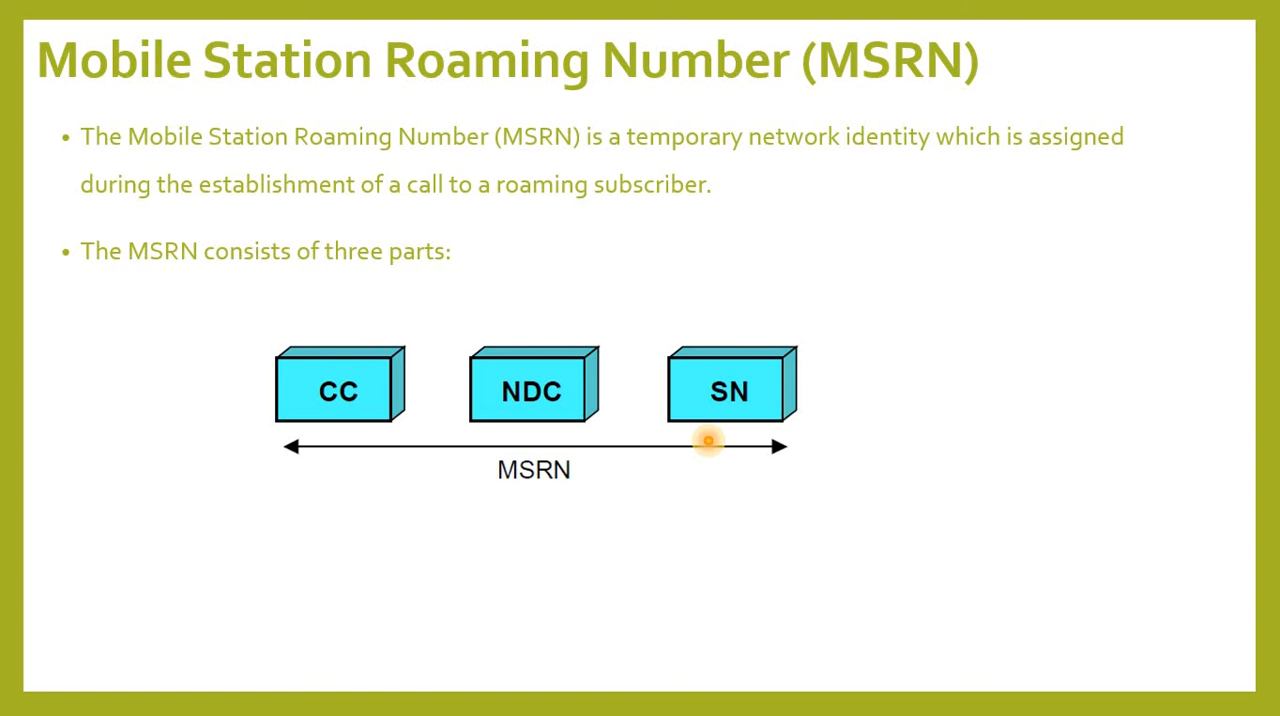 Mobile Station Roaming Number (MSRN)
• The Mobile Station Roaming Number (MSRN) is a temporary network identity which is assigned
during the establishment of a call to a roaming subscriber.
• The MSRN consists of three parts:
CC NDC SN
MSRN